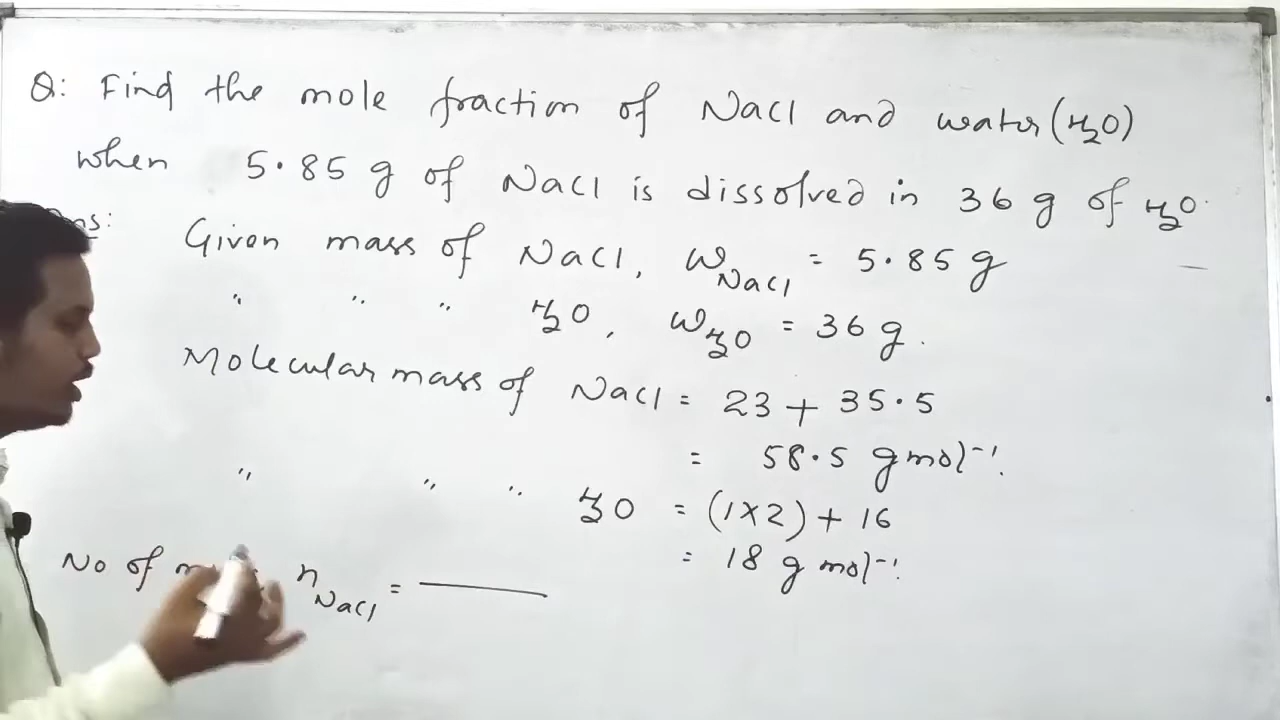 Q: Find the mole fraction of NaCl and water (H2O)
when 5.85 g of NaCl is dissolved in 36 g of H2O.
Given mass of NaCl, wNaCl = 5.85 g
" " " H2O, wH2O = 36 g.
Molecular mass of NaCl = 23 + 35.5
= 58.5 g mol⁻¹.
" " " H2O = (1×2) + 16
= 18 g mol⁻¹.
No of nNaCl =